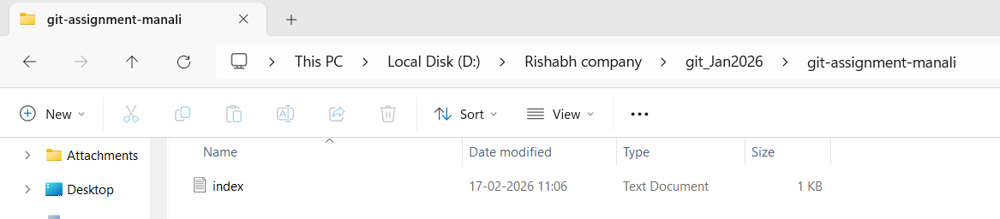 git-assignment-manali
This PC > Local Disk (D:) > Rishabh company > git_Jan2026 > git-assignment-manali
New Sort View
Name Date modified Type Size
Attachments
index 17-02-2026 11:06 Text Document 1 KB
Desktop